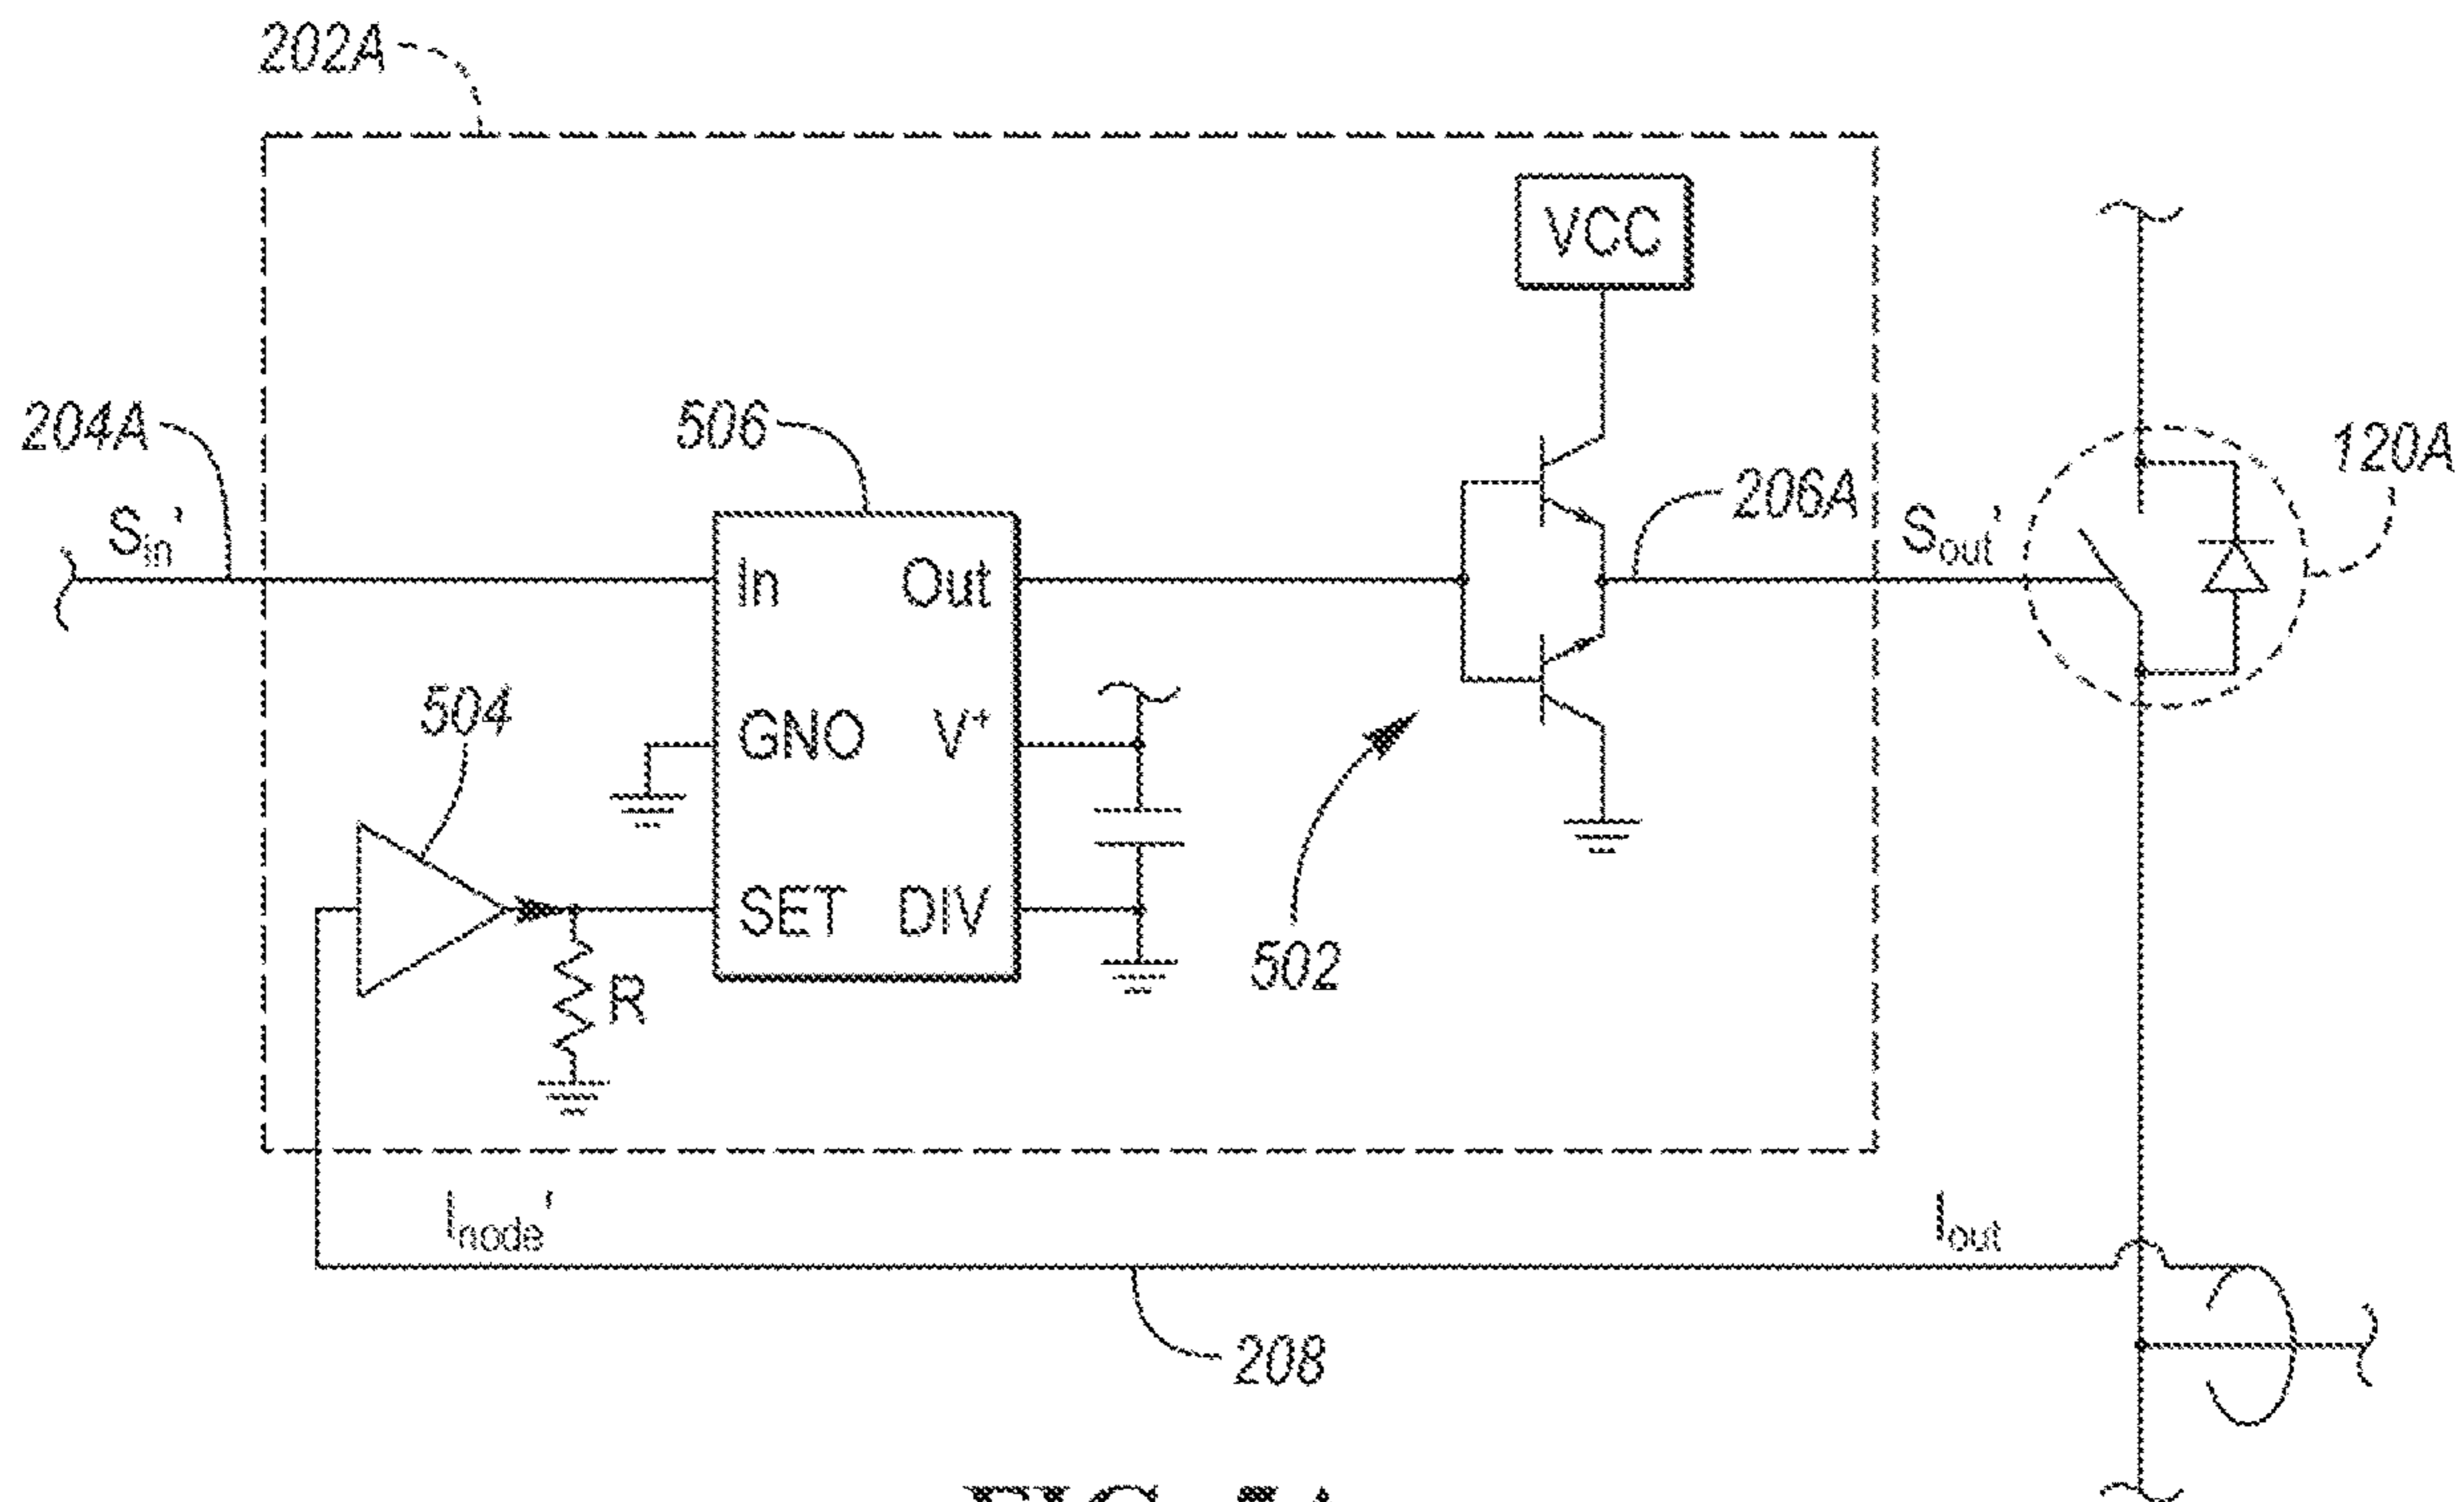 202A
VCC
204A
506
120A
206A
Sin'
Sout'
In Out
504
GNO V+
SET DIV
502
R
Inode'
Iout
208